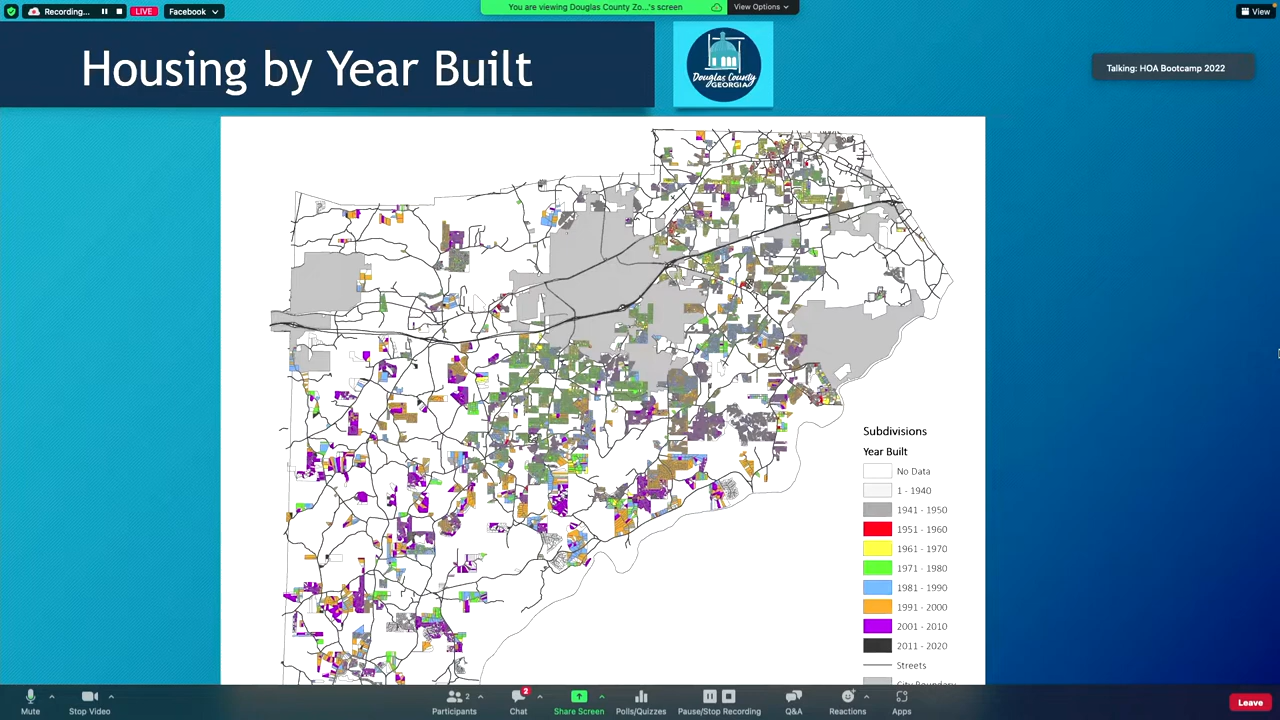 Recording...
LIVE
Facebook
You are viewing Douglas County Zo...'s screen
View Options
View
Housing by Year Built
Douglas County
GEORGIA
Talking: HOA Bootcamp 2022
Subdivisions
Year Built
No Data
1 - 1940
1941 - 1950
1951 - 1960
1961 - 1970
1971 - 1980
1981 - 1990
1991 - 2000
2001 - 2010
2011 - 2020
Streets
City Boundary
2
2
Mute
Stop Video
Participants
Chat
Share Screen
Polls/Quizzes
Pause/Stop Recording
Q&A
Reactions
Apps
Leave